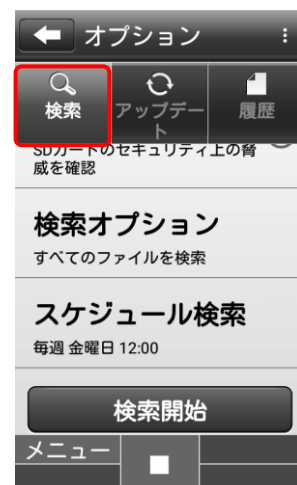 オプション
検索
アップデー
ト
履歴
SDカードのセキュリティ上の脅
威を確認
検索オプション
すべてのファイルを検索
スケジュール検索
毎週 金曜日 12:00
検索開始
メニュー